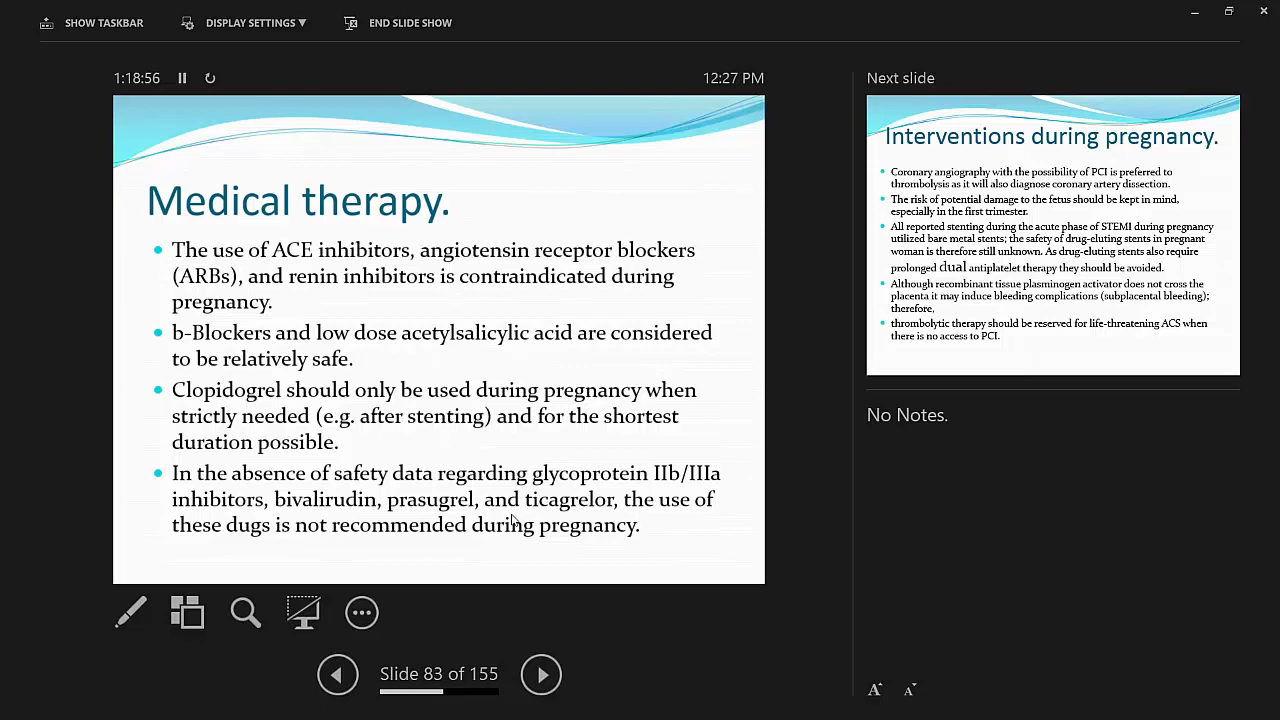 SHOW TASKBAR
DISPLAY SETTINGS ▼
END SLIDE SHOW
1:18:56
12:27 PM
Medical therapy.
• The use of ACE inhibitors, angiotensin receptor blockers
(ARBs), and renin inhibitors is contraindicated during
pregnancy.
• b-Blockers and low dose acetylsalicylic acid are considered
to be relatively safe.
• Clopidogrel should only be used during pregnancy when
strictly needed (e.g. after stenting) and for the shortest
duration possible.
• In the absence of safety data regarding glycoprotein IIb/IIIa
inhibitors, bivalirudin, prasugrel, and ticagrelor, the use of
these dugs is not recommended during pregnancy.
Slide 83 of 155
Next slide
Interventions during pregnancy.
• Coronary angiography with the possibility of PCI is preferred to
thrombolysis as it will also diagnose coronary artery dissection.
• The risk of potential damage to the fetus should be kept in mind,
especially in the first trimester.
• All reported stenting during the acute phase of STEMI during pregnancy
utilized bare metal stents; the safety of drug-eluting stents in pregnant
woman is therefore still unknown. As drug-eluting stents also require
prolonged dual antiplatelet therapy they should be avoided.
• Although recombinant tissue plasminogen activator does not cross the
placenta it may induce bleeding complications (subplacental bleeding);
therefore,
• thrombolytic therapy should be reserved for life-threatening ACS when
there is no access to PCI.
No Notes.
A A